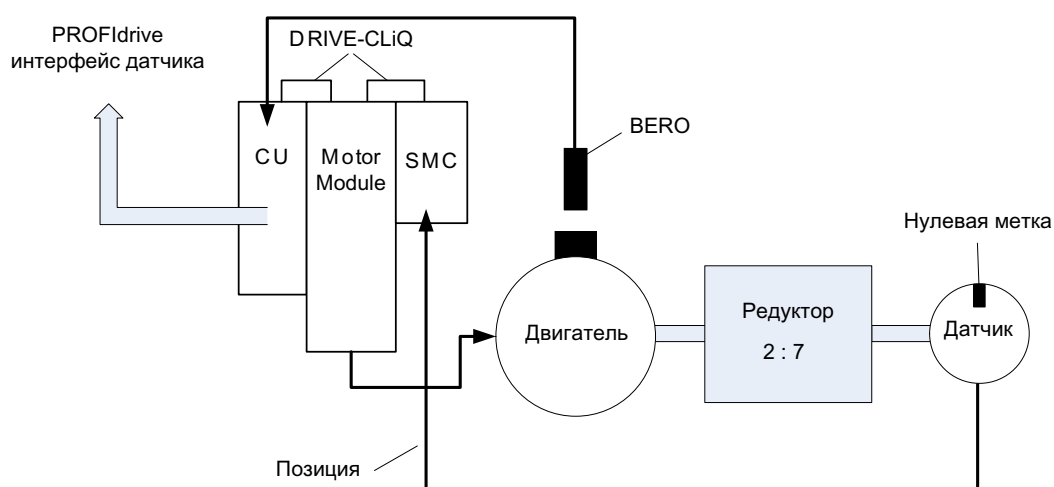 PROFIdrive
интерфейс датчика
DRIVE-CLiQ
BERO
CU
Motor
Module
SMC
Нулевая метка
Двигатель
Редуктор
2 : 7
Датчик
Позиция